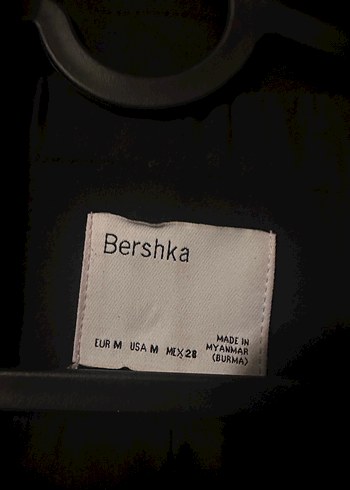 Bershka
EUR M USA M MEX 28
MADE IN
MYANMAR
(BURMA)